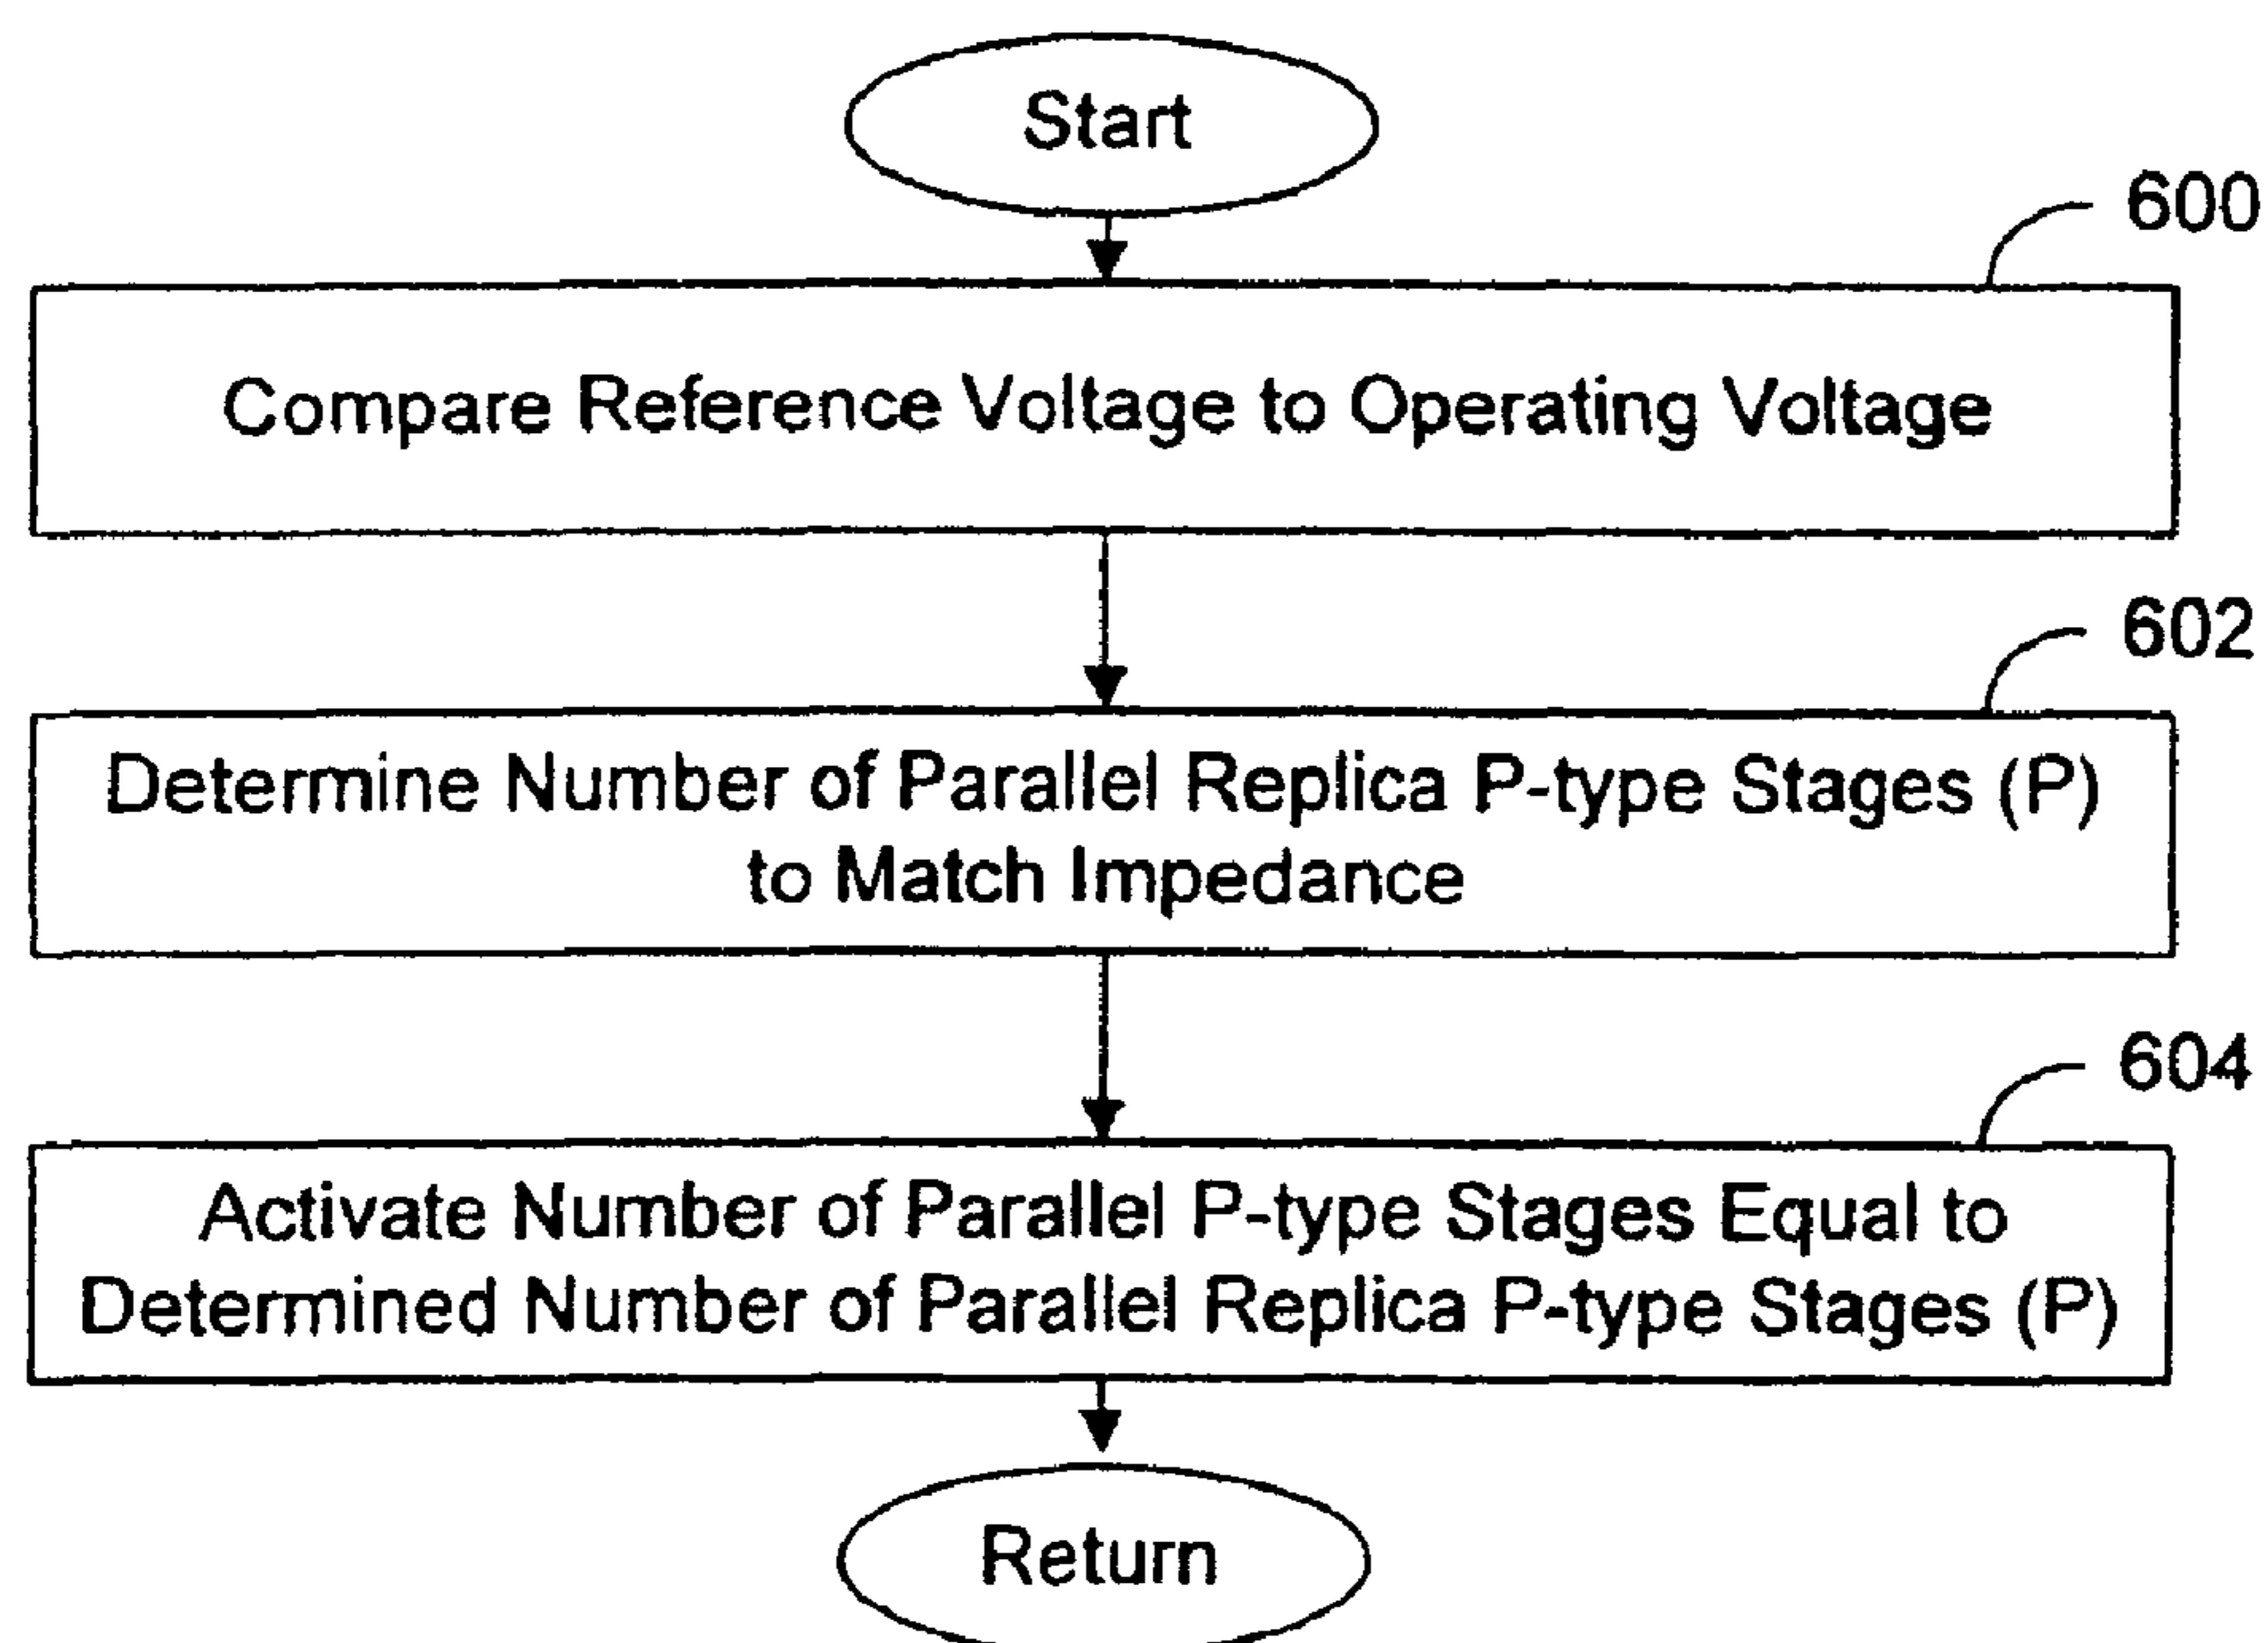 Start
600
Compare Reference Voltage to Operating Voltage
602
Determine Number of Parallel Replica P-type Stages (P)
to Match Impedance
604
Activate Number of Parallel P-type Stages Equal to
Determined Number of Parallel Replica P-type Stages (P)
Return